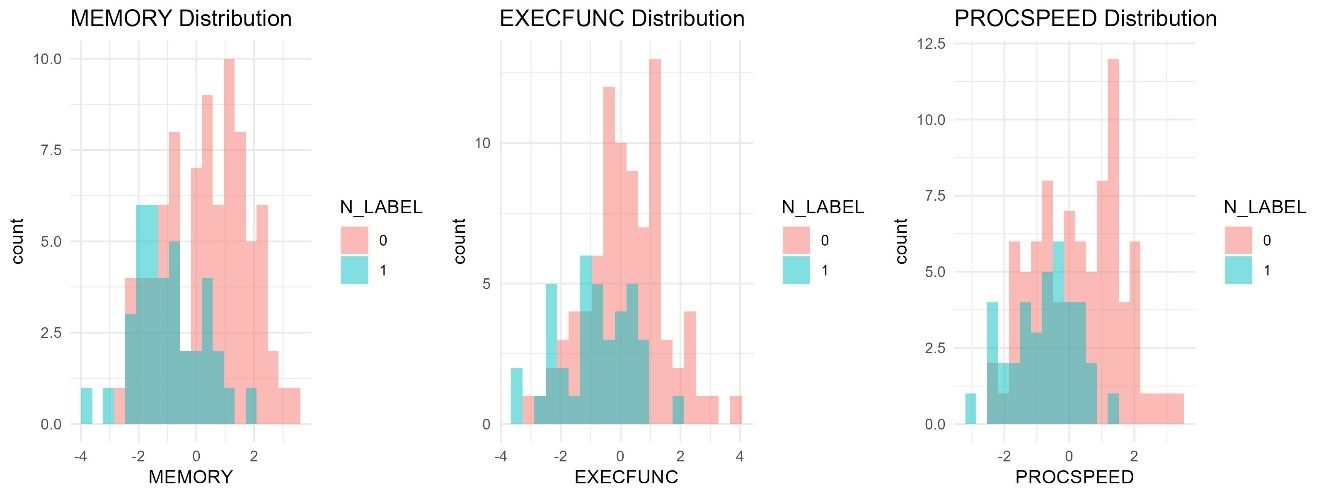 MEMORY Distribution
10.0
7.5
5.0
2.5
0.0
count
-4 -2 0 2
MEMORY
N_LABEL
0
1
EXECFUNC Distribution
10
5
0
count
-4 -2 0 2 4
EXECFUNC
N_LABEL
0
1
PROCSPEED Distribution
12.5
10.0
7.5
5.0
2.5
0.0
count
-2 0 2
PROCSPEED
N_LABEL
0
1